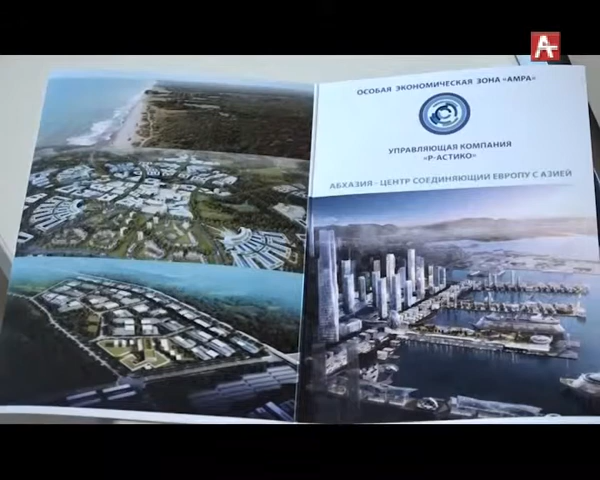 ОСОБАЯ ЭКОНОМИЧЕСКАЯ ЗОНА «АМРА»
УПРАВЛЯЮЩАЯ КОМПАНИЯ
«Р-АСТИКО»
АБХАЗИЯ - ЦЕНТР СОЕДИНЯЮЩИЙ ЕВРОПУ С АЗИЕЙ